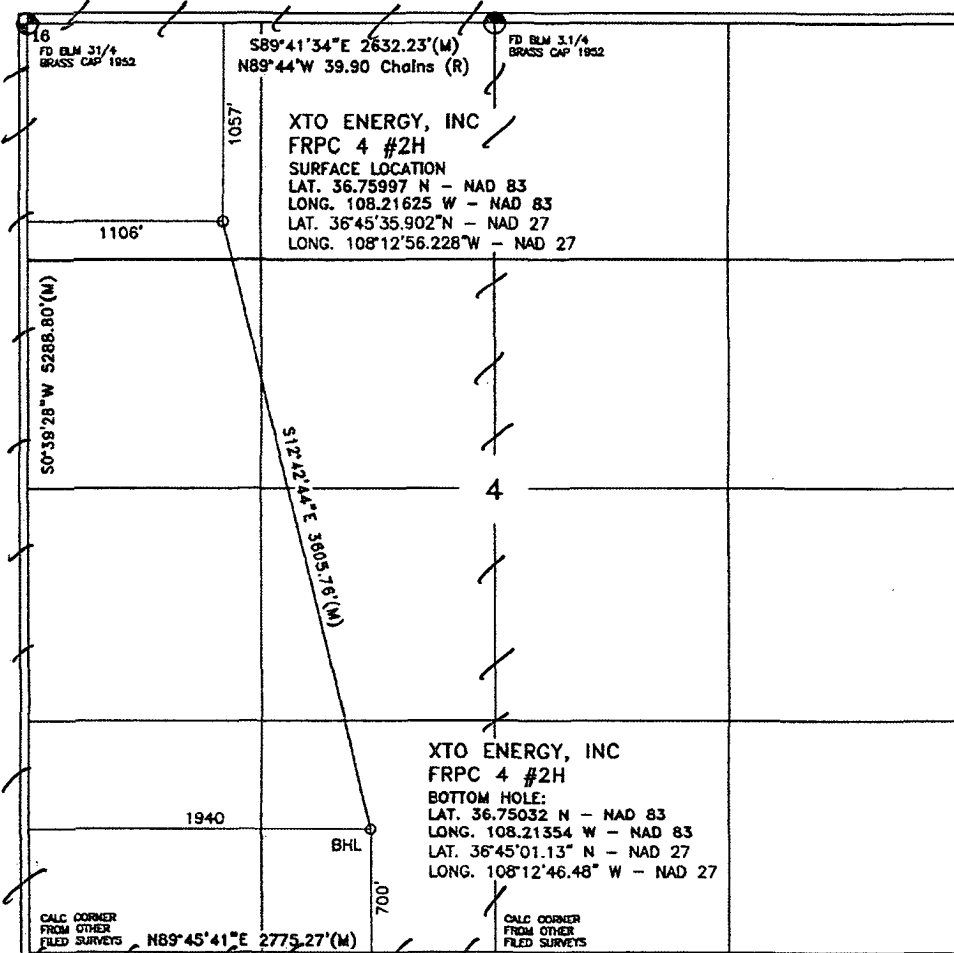 16
FD BLM 31/4
BRASS CAP 1952
S89°41'34"E 2632.23'(M)
N89°44'W 39.90 Chains (R)
FD BLM 3.1/4
BRASS CAP 1952
1057'
XTO ENERGY, INC
FRPC 4 #2H
SURFACE LOCATION
LAT. 36.75997 N – NAD 83
LONG. 108.21625 W – NAD 83
LAT. 36°45'35.902"N – NAD 27
LONG. 108°12'56.228"W – NAD 27
1106'
S0°39'28"W 5288.80'(M)
S12°42'44"E 3605.76'(M)
4
XTO ENERGY, INC
FRPC 4 #2H
BOTTOM HOLE:
LAT. 36.75032 N – NAD 83
LONG. 108.21354 W – NAD 83
LAT. 36°45'01.13" N – NAD 27
LONG. 108°12'46.48" W – NAD 27
1940
BHL
700'
CALC CORNER
FROM OTHER
FILED SURVEYS
N89°45'41"E 2775.27'(M)
CALC CORNER
FROM OTHER
FILED SURVEYS